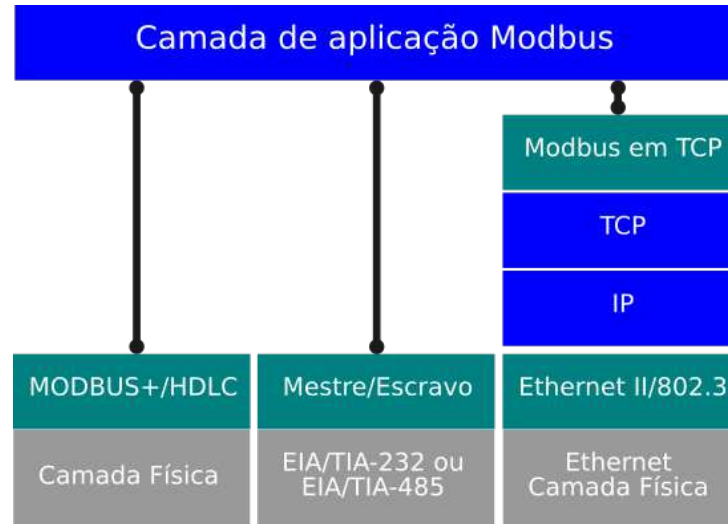 Camada de aplicação Modbus
Modbus em TCP
TCP
IP
MODBUS+/HDLC
Mestre/Escravo
Ethernet II/802.3
Camada Física
EIA/TIA-232 ou
EIA/TIA-485
Ethernet
Camada Física